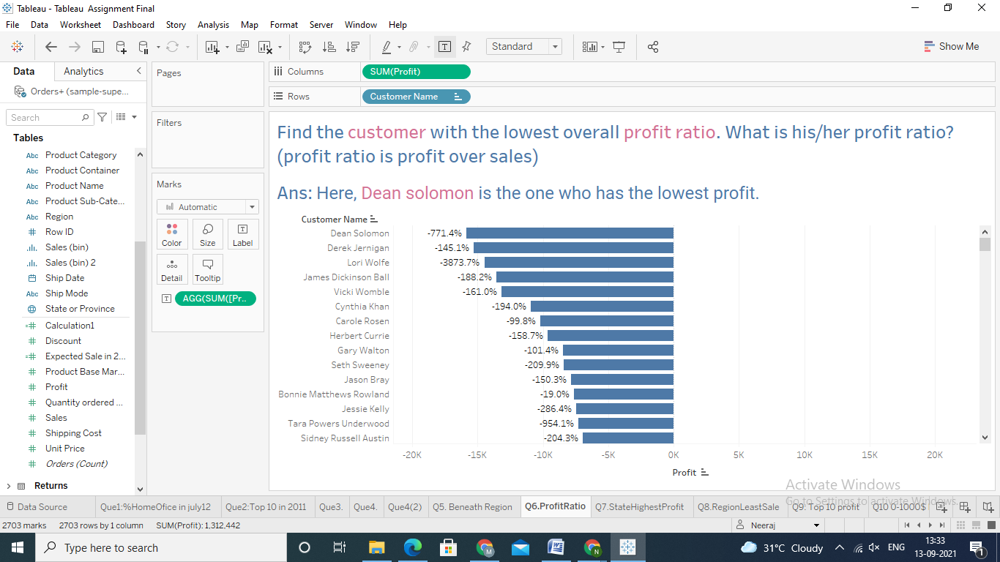 Tableau - Tableau Assignment Final
File Data Worksheet Dashboard Story Analysis Map Format Server Window Help
Standard
Show Me
Data Analytics
Orders+ (sample-supe...
Search
Tables
Abc Product Category
Abc Product Container
Abc Product Name
Abc Product Sub-Cate...
Abc Region
# Row ID
Sales (bin)
Sales (bin) 2
Ship Date
Abc Ship Mode
State or Province
=# Calculation1
# Discount
=# Expected Sale in 2...
# Product Base Mar...
# Profit
# Quantity ordered ...
# Sales
# Shipping Cost
# Unit Price
# Orders (Count)
Returns
Pages
Filters
Marks
Automatic
Color Size Label
Detail Tooltip
AGG(SUM([Pr..
Columns SUM(Profit)
Rows Customer Name
Find the customer with the lowest overall profit ratio. What is his/her profit ratio?
(profit ratio is profit over sales)
Ans: Here, Dean solomon is the one who has the lowest profit.
Customer Name
Dean Solomon -771.4%
Derek Jernigan -145.1%
Lori Wolfe -3873.7%
James Dickinson Ball -188.2%
Vicki Womble -161.0%
Cynthia Khan -194.0%
Carole Rosen -99.8%
Herbert Currie -158.7%
Gary Walton -101.4%
Seth Sweeney -209.9%
Jason Bray -150.3%
Bonnie Matthews Rowland -19.0%
Jessie Kelly -286.4%
Tara Powers Underwood -954.1%
Sidney Russell Austin -204.3%
-20K -15K -10K -5K 0K 5K 10K 15K 20K
Profit
Activate Windows
Go to Settings to activate Windows.
Data Source Que1:%HomeOfice in july12 Que2:Top 10 in 2011 Que3. Que4. Que4(2) Q5. Beneath Region Q6.ProfitRatio Q7.StateHighestProfit Q8.RegionLeastSale Q9: Top 10 profit Q10 0-1000$
2703 marks 2703 rows by 1 column SUM(Profit): 1,312,442
Neeraj
Type here to search
31°C Cloudy
ENG
13:33
13-09-2021
1